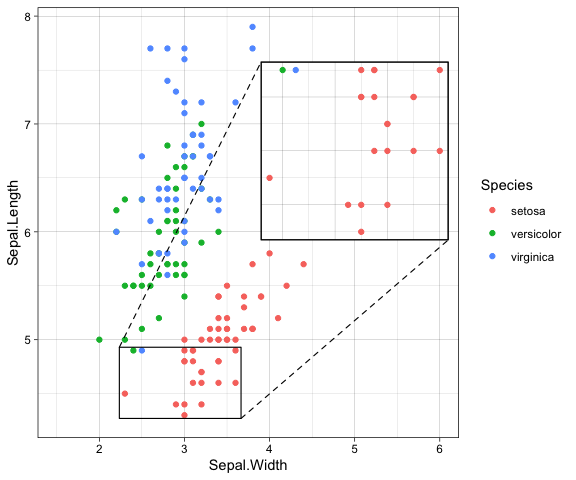 8
7
6
5
Sepal.Length
2 3 4 5 6
Sepal.Width
Species
setosa
versicolor
virginica